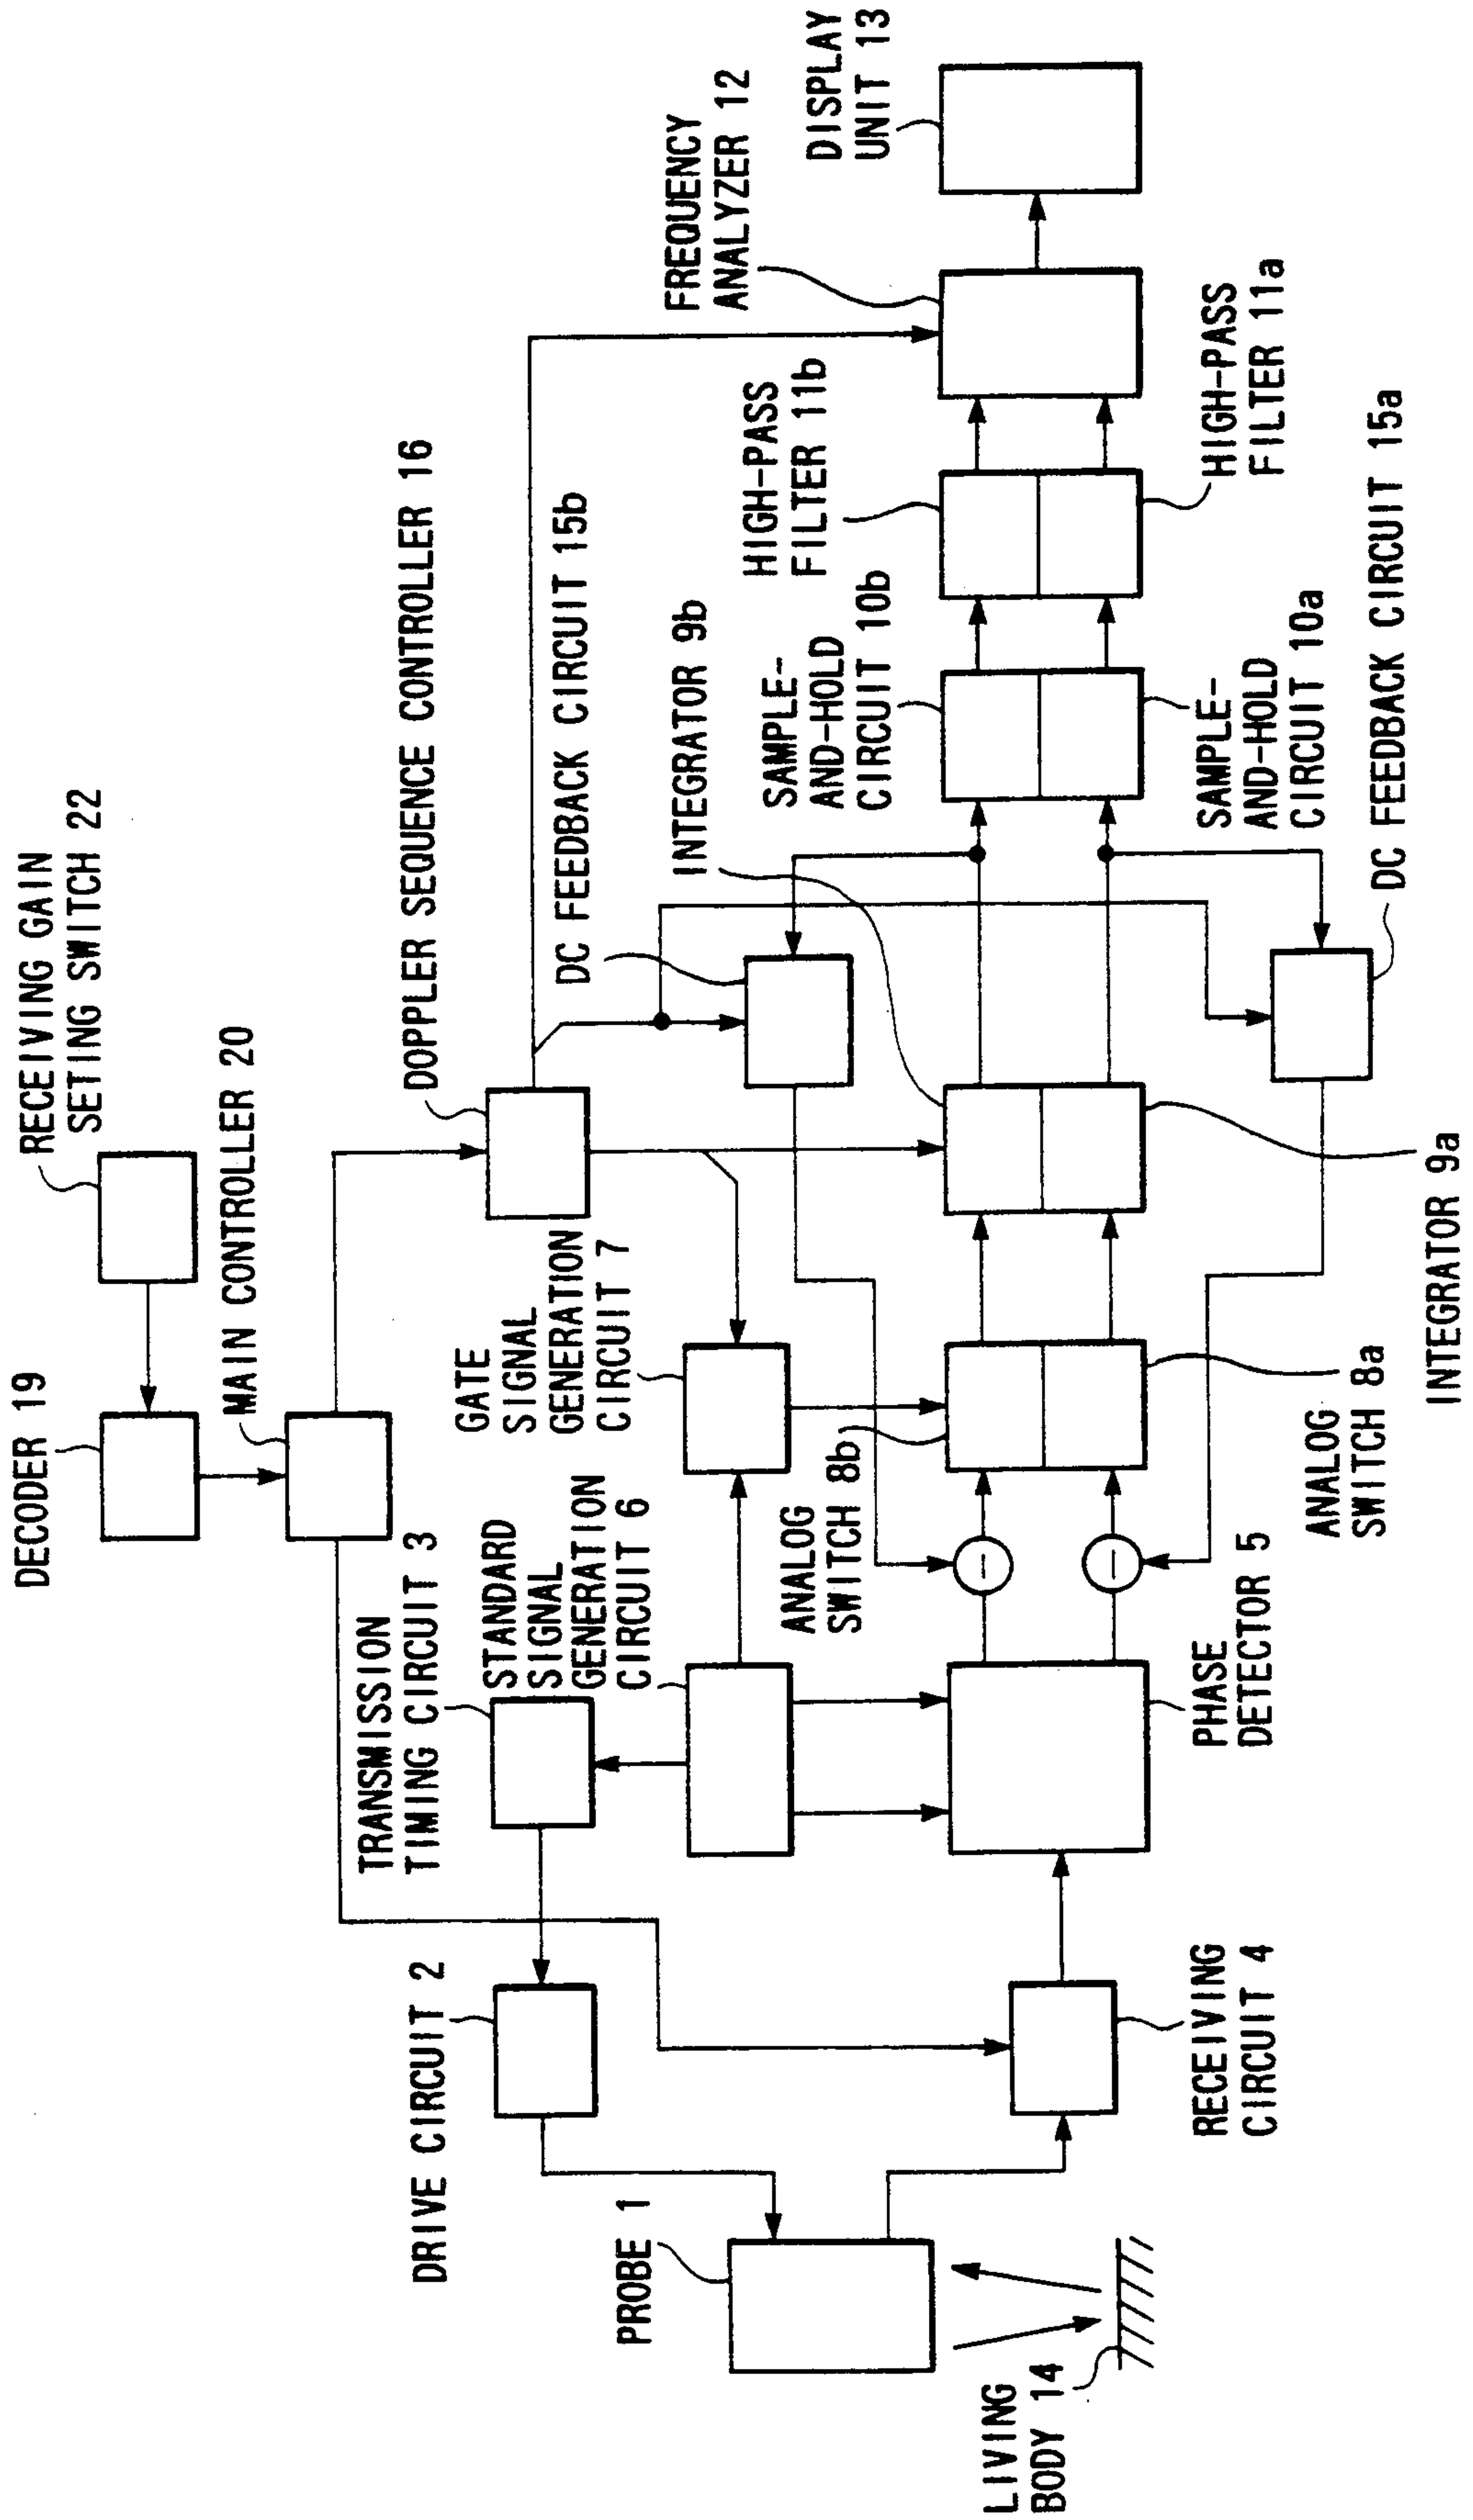 RECEIVING GAIN
SETING SWITCH 22
DECODER 19
MAIN CONTROLLER 20
DOPPLER SEQUENCE CONTROLLER 16
DC FEEDBACK CIRCUIT 15b
TRANSMISSION
TIMING CIRCUIT 3
DRIVE CIRCUIT 2
STANDARD
SIGNAL
GENERATION
CIRCUIT 6
GATE
SIGNAL
GENERATION
CIRCUIT 7
INTEGRATOR 9b
FREQUENCY
ANALYZER 12
DISPLAY
UNIT 13
HIGH-PASS
FILTER 11b
SAMPLE-
AND-HOLD
CIRCUIT 10b
ANALOG
SWITCH 8b
PROBE 1
LIVING
BODY 14
RECEIVING
CIRCUIT 4
PHASE
DETECTOR 5
ANALOG
SWITCH 8a
INTEGRATOR 9a
SAMPLE-
AND-HOLD
CIRCUIT 10a
HIGH-PASS
FILTER 11a
DC FEEDBACK CIRCUIT 15a